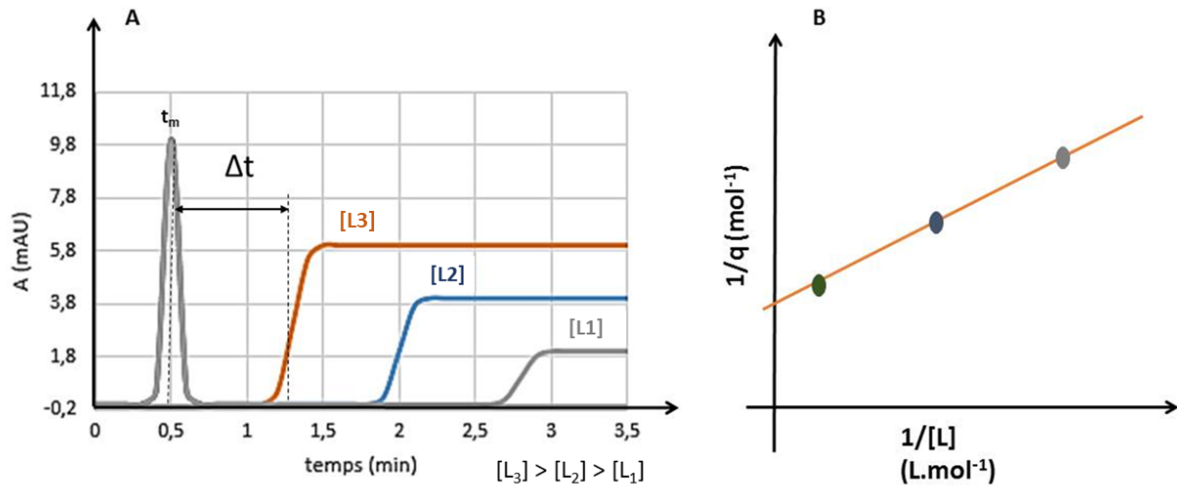 A
11,8
9,8
7,8
5,8
3,8
1,8
-0,2
A (mAU)
tₘ
Δt
[L3]
[L2]
[L1]
0 0,5 1 1,5 2 2,5 3 3,5
temps (min)
[L₃] > [L₂] > [L₁]
B
1/q (mol⁻¹)
1/[L]
(L.mol⁻¹)